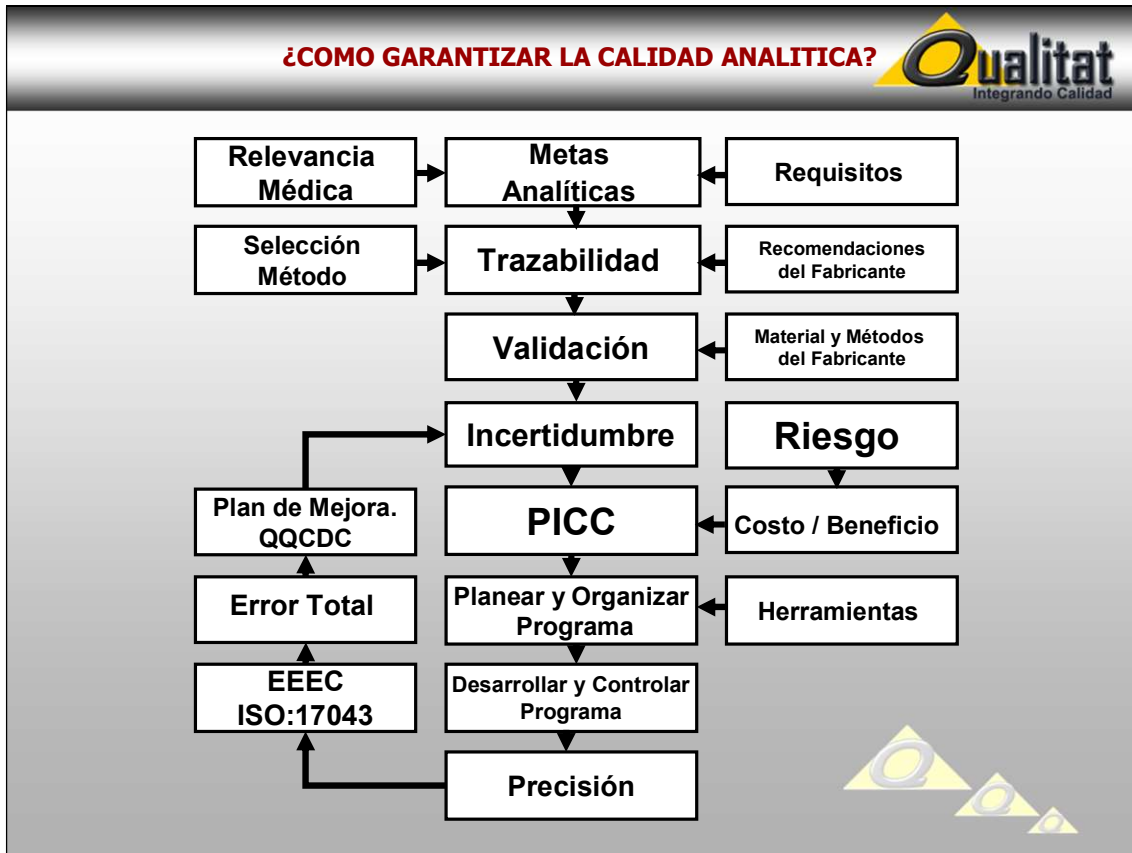 ¿COMO GARANTIZAR LA CALIDAD ANALITICA?
Qualitat
Integrando Calidad
Relevancia
Médica
Metas
Analíticas
Requisitos
Selección
Método
Trazabilidad
Recomendaciones
del Fabricante
Validación
Material y Métodos
del Fabricante
Incertidumbre
Riesgo
Plan de Mejora.
QQCDC
PICC
Costo / Beneficio
Error Total
Planear y Organizar
Programa
Herramientas
EEEC
ISO:17043
Desarrollar y Controlar
Programa
Precisión
Q
Q
Q